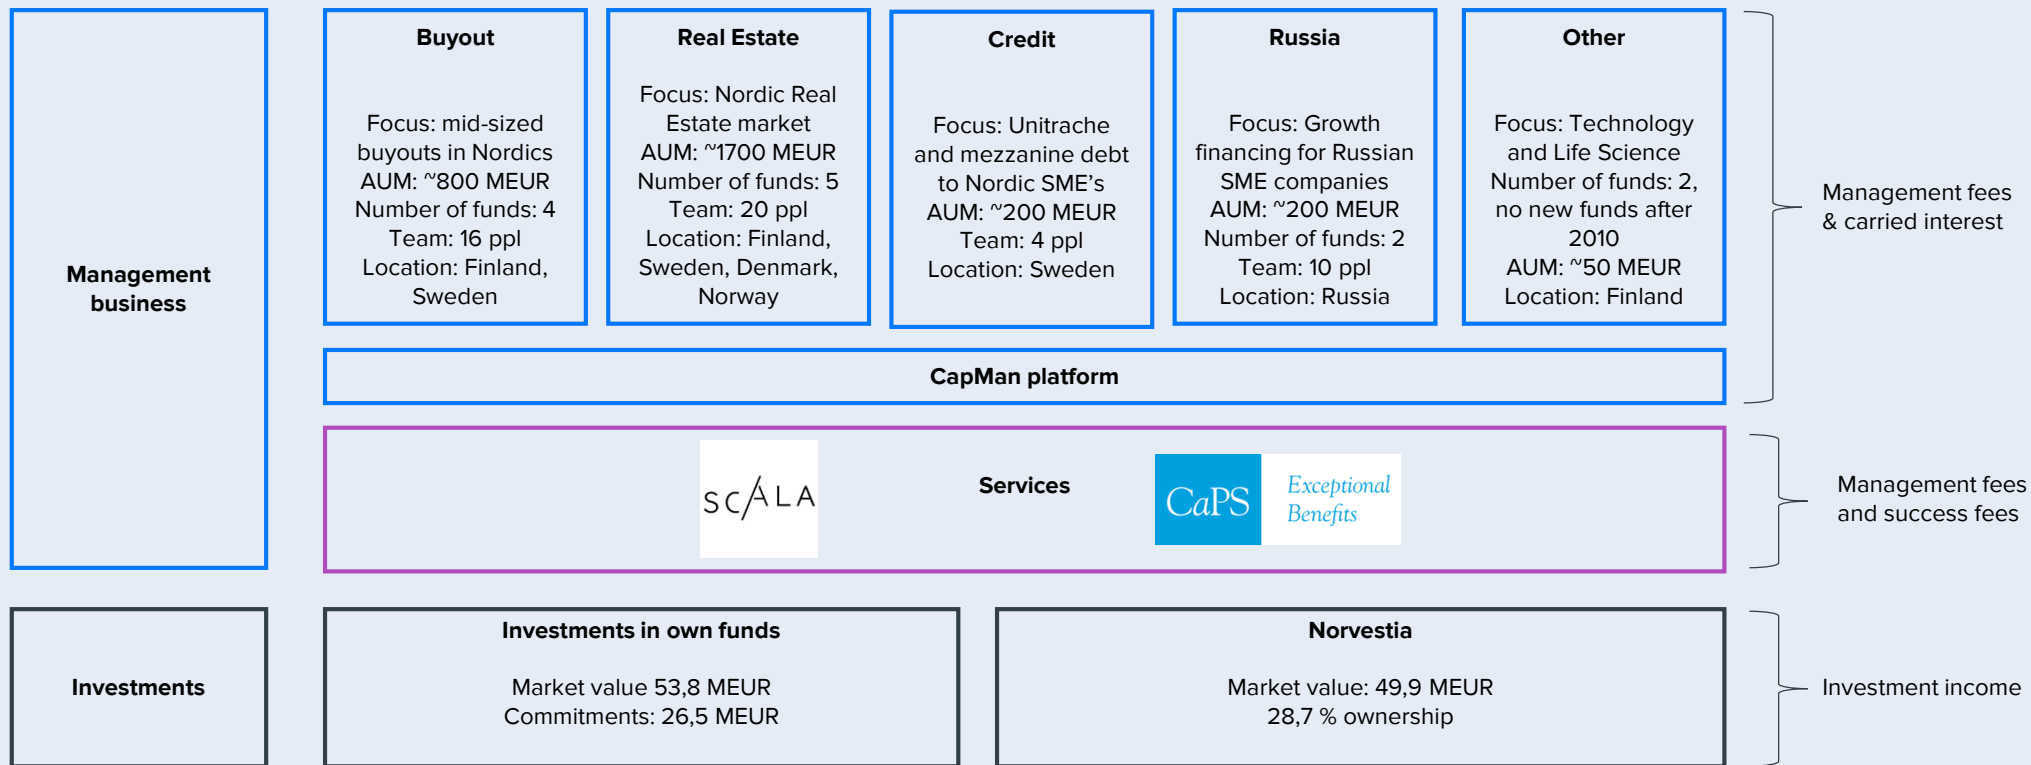 Management
business
Buyout
Focus: mid-sized
buyouts in Nordics
AUM: ~800 MEUR
Number of funds: 4
Team: 16 ppl
Location: Finland,
Sweden
Real Estate
Focus: Nordic Real
Estate market
AUM: ~1700 MEUR
Number of funds: 5
Team: 20 ppl
Location: Finland,
Sweden, Denmark,
Norway
Credit
Focus: Unitrache
and mezzanine debt
to Nordic SME's
AUM: ~200 MEUR
Team: 4 ppl
Location: Sweden
Russia
Focus: Growth
financing for Russian
SME companies
AUM: ~200 MEUR
Number of funds: 2
Team: 10 ppl
Location: Russia
Other
Focus: Technology
and Life Science
Number of funds: 2,
no new funds after
2010
AUM: ~50 MEUR
Location: Finland
Management fees
& carried interest
CapMan platform
SCALA
Services
CaPS
Exceptional
Benefits
Management fees
and success fees
Investments
Investments in own funds
Market value 53,8 MEUR
Commitments: 26,5 MEUR
Norvestia
Market value: 49,9 MEUR
28,7 % ownership
Investment income